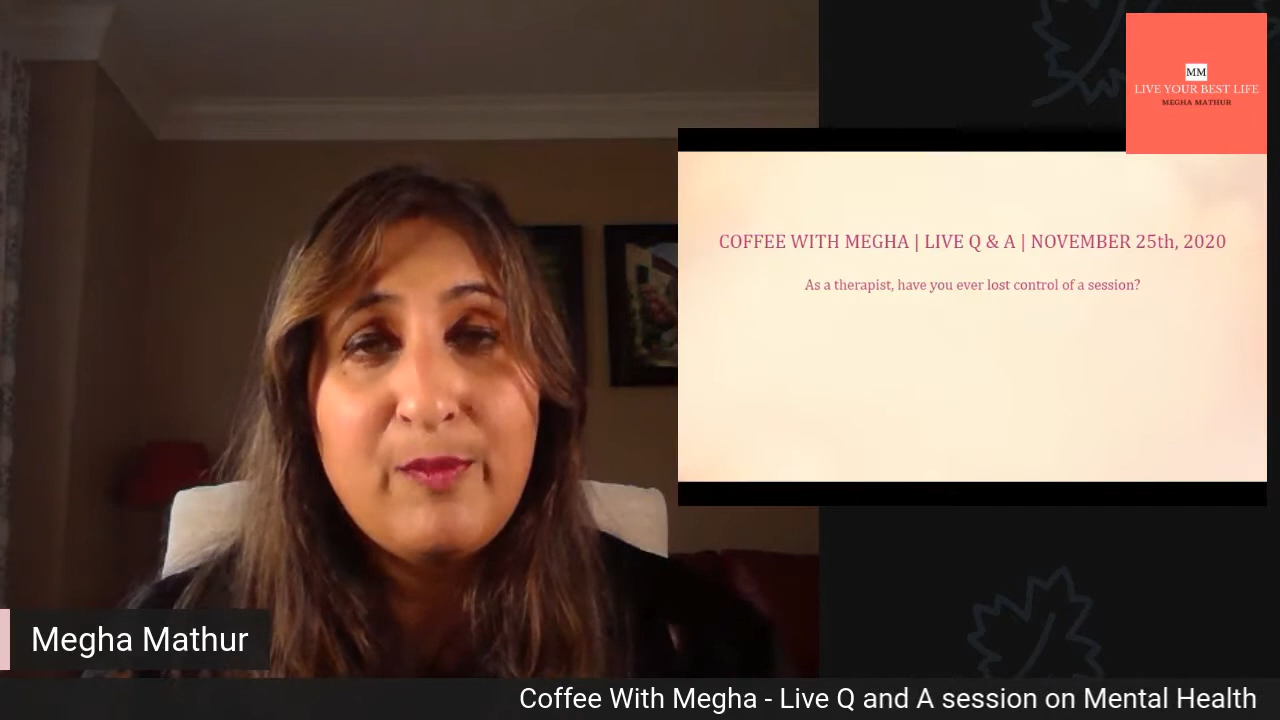 MM
LIVE YOUR BEST LIFE
MEGHA MATHUR
COFFEE WITH MEGHA | LIVE Q & A | NOVEMBER 25th, 2020
As a therapist, have you ever lost control of a session?
Megha Mathur
Coffee With Megha - Live Q and A session on Mental Health